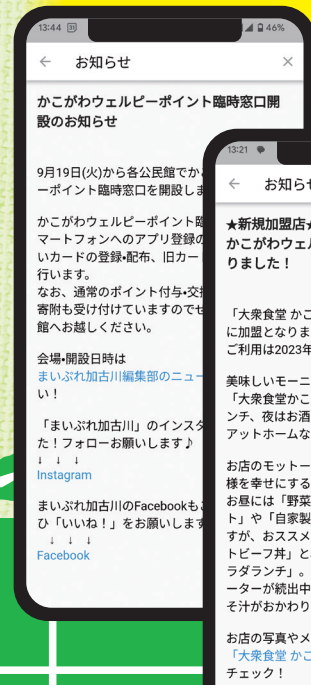 13:44 31
46%
← お知らせ ×
かこがわウェルピーポイント臨時窓口開
設のお知らせ
9月19日(火)から各公民館でか
ーポイント臨時窓口を開設しま
かこがわウェルピーポイント臨
マートフォンへのアプリ登録の
いカードの登録・配布、旧カー
行います。
なお、通常のポイント付与・交
寄附も受け付けていますのでせ
館へお越しください。
会場・開設日時は
まいぷれ加古川編集部のニュー
い!
「まいぷれ加古川」のインスタ
た!フォローお願いします♪
↓ ↓ ↓
Instagram
まいぷれ加古川のFacebookも
ひ「いいね!」をお願いします
↓ ↓ ↓
Facebook
13:21
← お知らせ
★新規加盟店★
かこがわウェル
りました!
「大衆食堂 かこ
に加盟となりま
ご利用は2023年
美味しいモーニ
「大衆食堂かこ
ンチ、夜はお酒
アットホームな
お店のモットー
様を幸せにする
お昼には「野菜
ト」や「自家製
すが、おススメ
トビーフ丼」と
ラダランチ」。
ーターが続出中
そ汁がおかわり
お店の写真やメ
「大衆食堂 かこ
チェック!